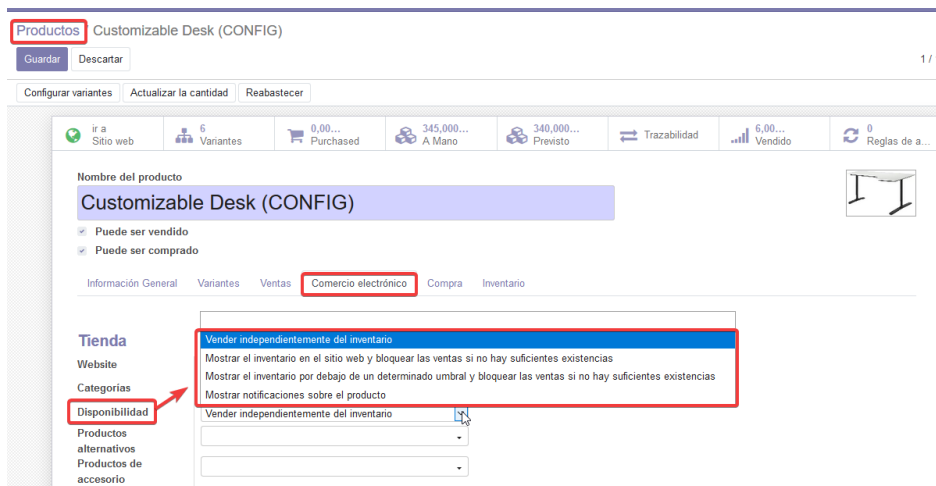 Productos / Customizable Desk (CONFIG)
Guardar Descartar 1 /
Configurar variantes Actualizar la cantidad Reabastecer
ir a Sitio web
6 Variantes
0,00... Purchased
345,000... A Mano
340,000... Previsto
Trazabilidad
6,00... Vendido
0 Reglas de a...
Nombre del producto
Customizable Desk (CONFIG)
Puede ser vendido
Puede ser comprado
Información General Variantes Ventas Comercio electrónico Compra Inventario
Tienda
Vender independientemente del inventario
Website
Mostrar el inventario en el sitio web y bloquear las ventas si no hay suficientes existencias
Mostrar el inventario por debajo de un determinado umbral y bloquear las ventas si no hay suficientes existencias
Categorías
Mostrar notificaciones sobre el producto
Disponibilidad Vender independientemente del inventario
Productos
alternativos
Productos de
accesorio